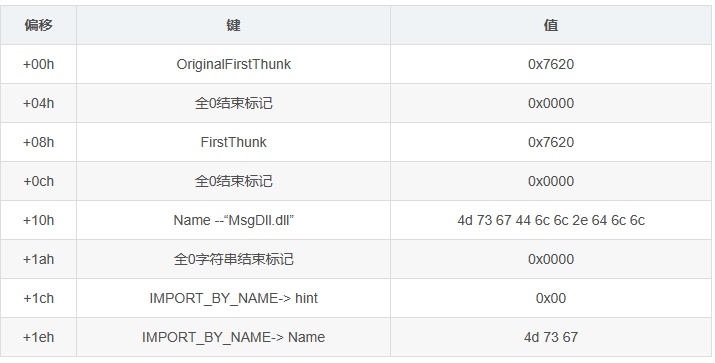 偏移 键 值
+00h OriginalFirstThunk 0x7620
+04h 全0结束标记 0x0000
+08h FirstThunk 0x7620
+0ch 全0结束标记 0x0000
+10h Name --“MsgDll.dll” 4d 73 67 44 6c 6c 2e 64 6c 6c
+1ah 全0字符串结束标记 0x0000
+1ch IMPORT_BY_NAME-> hint 0x00
+1eh IMPORT_BY_NAME-> Name 4d 73 67